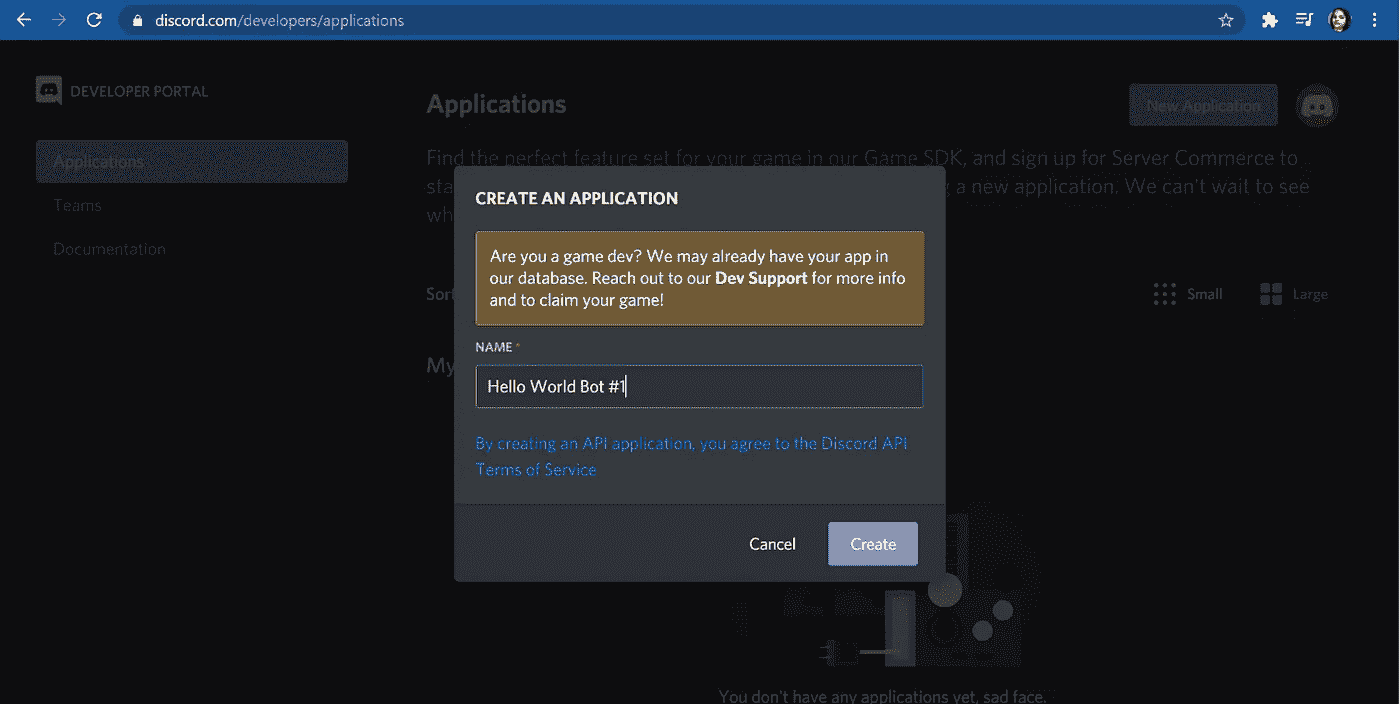 discord.com/developers/applications
DEVELOPER PORTAL
Applications
Teams
Documentation
Applications
New Application
Find the perfect feature set for your game in our Game SDK, and sign up for Server Commerce to
sta g a new application. We can't wait to see
wh
Sort
Small
Large
My
CREATE AN APPLICATION
Are you a game dev? We may already have your app in
our database. Reach out to our Dev Support for more info
and to claim your game!
NAME *
Hello World Bot #1
By creating an API application, you agree to the Discord API
Terms of Service
Cancel
Create
You don't have any applications yet, sad face.